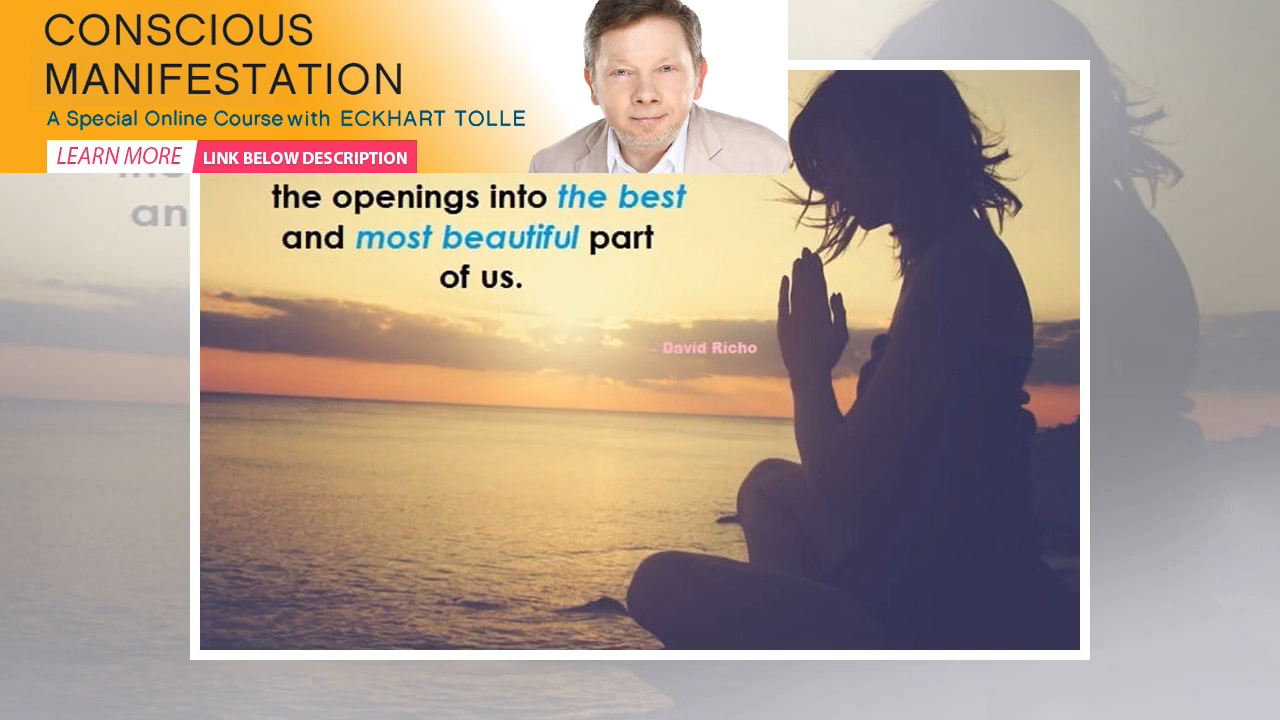 CONSCIOUS
MANIFESTATION
A Special Online Course with ECKHART TOLLE
LEARN MORE LINK BELOW DESCRIPTION
the openings into the best
and most beautiful part
of us.
– David Richo
an